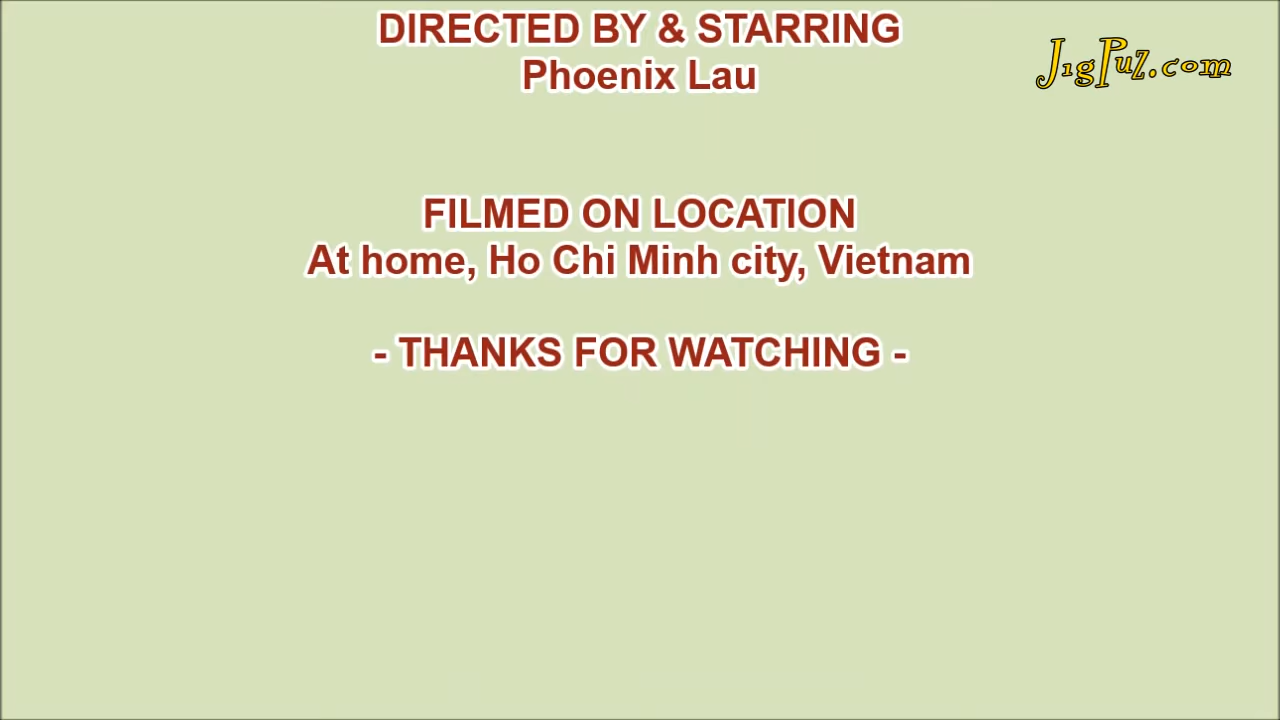 DIRECTED BY & STARRING
Phoenix Lau
JigPuz.com
FILMED ON LOCATION
At home, Ho Chi Minh city, Vietnam
- THANKS FOR WATCHING -